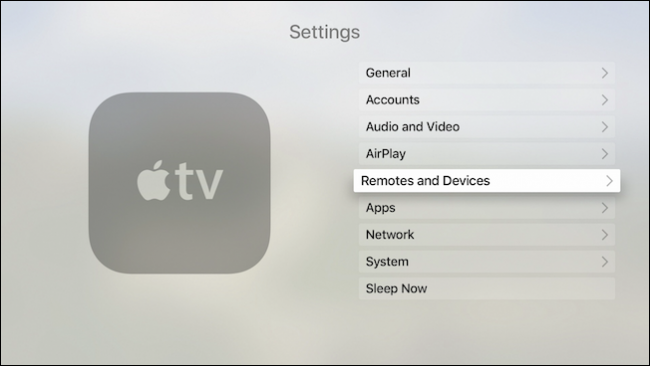 Settings
tv
General
Accounts
Audio and Video
AirPlay
Remotes and Devices
Apps
Network
System
Sleep Now